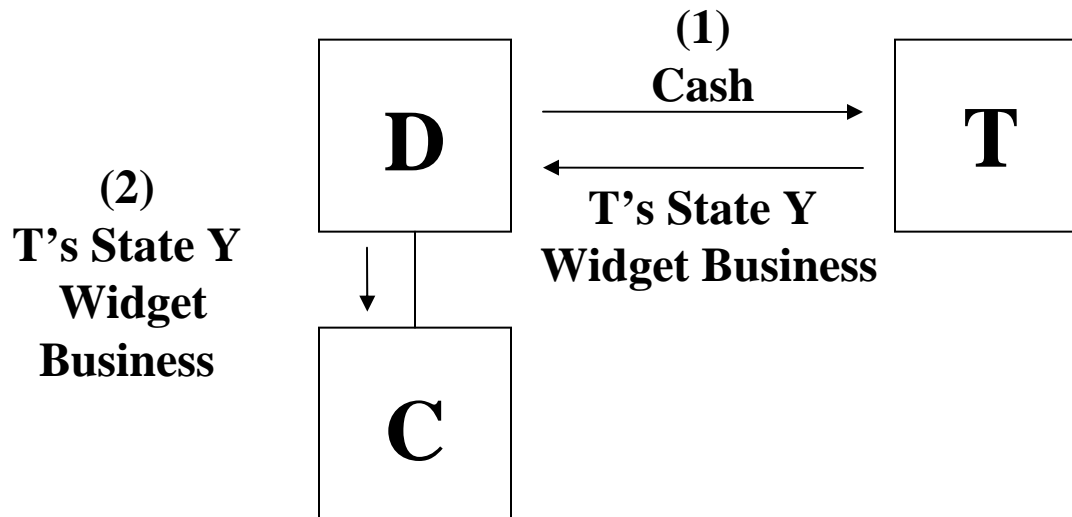 (1)
Cash
D
T
T's State Y
Widget Business
(2)
T's State Y
Widget
Business
C